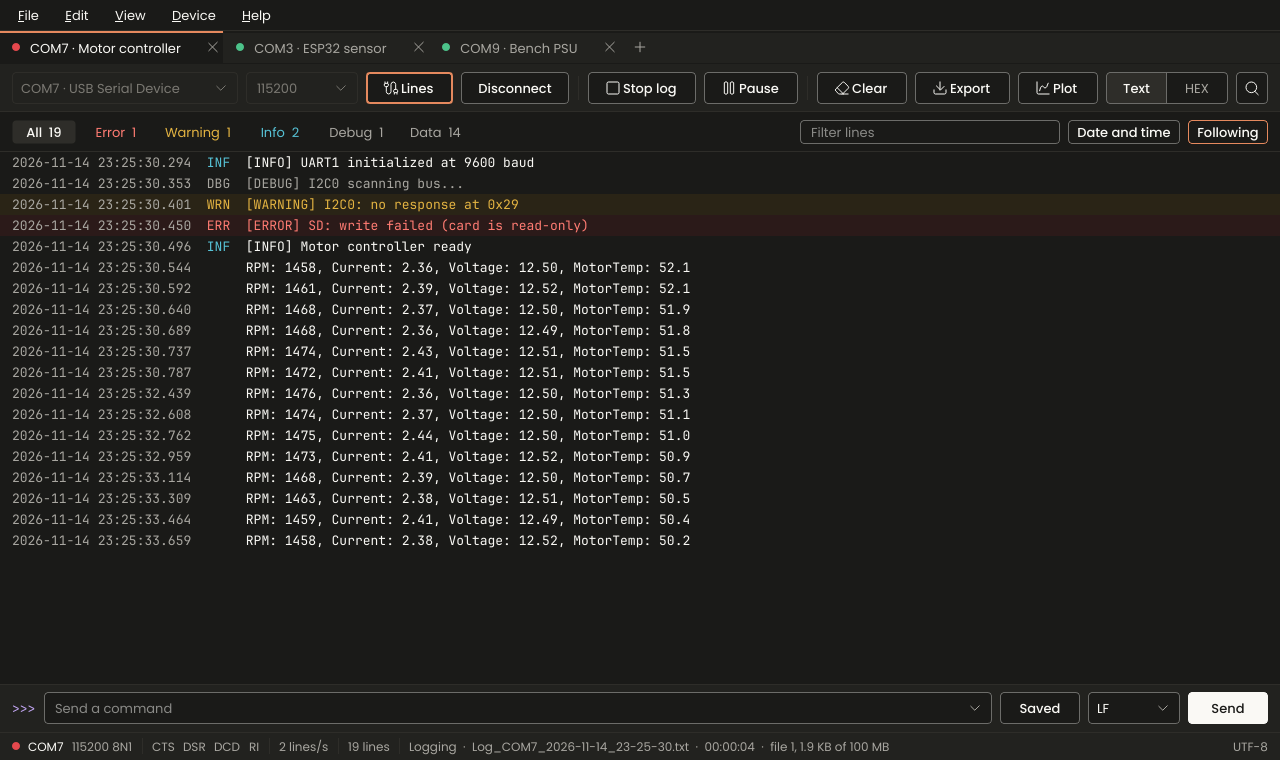 File Edit View Device Help
COM7 · Motor controller COM3 · ESP32 sensor COM9 · Bench PSU
COM7 · USB Serial Device 115200 Lines Disconnect Stop log Pause Clear Export Plot Text HEX
All 19 Error 1 Warning 1 Info 2 Debug 1 Data 14 Filter lines Date and time Following
2026-11-14 23:25:30.294 INF [INFO] UART1 initialized at 9600 baud
2026-11-14 23:25:30.353 DBG [DEBUG] I2C0 scanning bus...
2026-11-14 23:25:30.401 WRN [WARNING] I2C0: no response at 0x29
2026-11-14 23:25:30.450 ERR [ERROR] SD: write failed (card is read-only)
2026-11-14 23:25:30.496 INF [INFO] Motor controller ready
2026-11-14 23:25:30.544 RPM: 1458, Current: 2.36, Voltage: 12.50, MotorTemp: 52.1
2026-11-14 23:25:30.592 RPM: 1461, Current: 2.39, Voltage: 12.52, MotorTemp: 52.1
2026-11-14 23:25:30.640 RPM: 1468, Current: 2.37, Voltage: 12.50, MotorTemp: 51.9
2026-11-14 23:25:30.689 RPM: 1468, Current: 2.36, Voltage: 12.49, MotorTemp: 51.8
2026-11-14 23:25:30.737 RPM: 1474, Current: 2.43, Voltage: 12.51, MotorTemp: 51.5
2026-11-14 23:25:30.787 RPM: 1472, Current: 2.41, Voltage: 12.51, MotorTemp: 51.5
2026-11-14 23:25:32.439 RPM: 1476, Current: 2.36, Voltage: 12.50, MotorTemp: 51.3
2026-11-14 23:25:32.608 RPM: 1474, Current: 2.37, Voltage: 12.50, MotorTemp: 51.1
2026-11-14 23:25:32.762 RPM: 1475, Current: 2.44, Voltage: 12.50, MotorTemp: 51.0
2026-11-14 23:25:32.959 RPM: 1473, Current: 2.41, Voltage: 12.52, MotorTemp: 50.9
2026-11-14 23:25:33.114 RPM: 1468, Current: 2.39, Voltage: 12.50, MotorTemp: 50.7
2026-11-14 23:25:33.309 RPM: 1463, Current: 2.38, Voltage: 12.51, MotorTemp: 50.5
2026-11-14 23:25:33.464 RPM: 1459, Current: 2.41, Voltage: 12.49, MotorTemp: 50.4
2026-11-14 23:25:33.659 RPM: 1458, Current: 2.38, Voltage: 12.52, MotorTemp: 50.2
>>> Send a command Saved LF Send
COM7 115200 8N1 CTS DSR DCD RI 2 lines/s 19 lines Logging · Log_COM7_2026-11-14_23-25-30.txt · 00:00:04 · file 1, 1.9 KB of 100 MB UTF-8